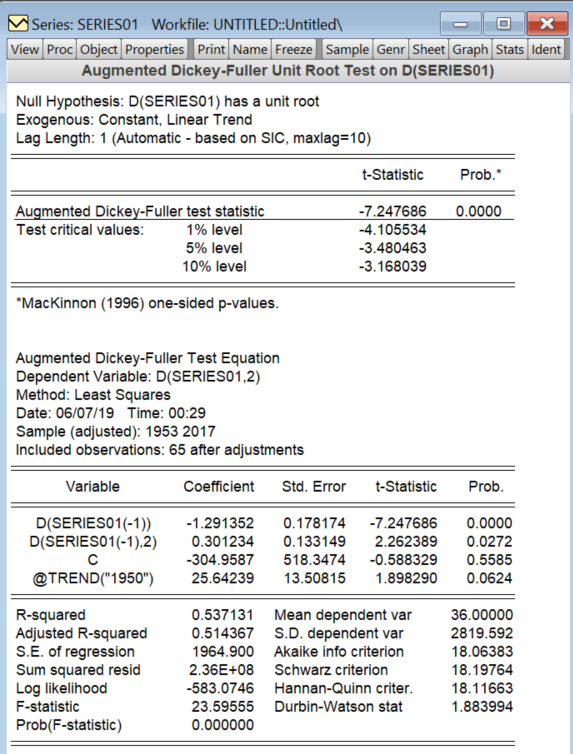 Series: SERIES01 Workfile: UNTITLED::Untitled\
View Proc Object Properties Print Name Freeze Sample Genr Sheet Graph Stats Ident
Augmented Dickey-Fuller Unit Root Test on D(SERIES01)
Null Hypothesis: D(SERIES01) has a unit root
Exogenous: Constant, Linear Trend
Lag Length: 1 (Automatic - based on SIC, maxlag=10)
t-Statistic Prob.*
Augmented Dickey-Fuller test statistic -7.247686 0.0000
Test critical values: 1% level -4.105534
5% level -3.480463
10% level -3.168039
*MacKinnon (1996) one-sided p-values.
Augmented Dickey-Fuller Test Equation
Dependent Variable: D(SERIES01,2)
Method: Least Squares
Date: 06/07/19 Time: 00:29
Sample (adjusted): 1953 2017
Included observations: 65 after adjustments
Variable Coefficient Std. Error t-Statistic Prob.
D(SERIES01(-1)) -1.291352 0.178174 -7.247686 0.0000
D(SERIES01(-1),2) 0.301234 0.133149 2.262389 0.0272
C -304.9587 518.3474 -0.588329 0.5585
@TREND("1950") 25.64239 13.50815 1.898290 0.0624
R-squared 0.537131 Mean dependent var 36.00000
Adjusted R-squared 0.514367 S.D. dependent var 2819.592
S.E. of regression 1964.900 Akaike info criterion 18.06383
Sum squared resid 2.36E+08 Schwarz criterion 18.19764
Log likelihood -583.0746 Hannan-Quinn criter. 18.11663
F-statistic 23.59555 Durbin-Watson stat 1.883994
Prob(F-statistic) 0.000000